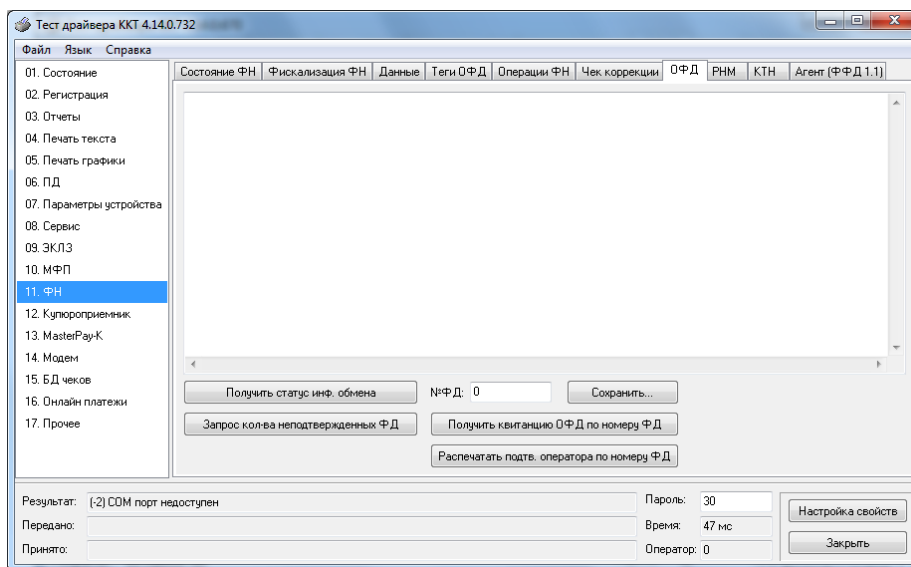 Тест драйвера ККТ 4.14.0.732
Файл Язык Справка
01. Состояние
02. Регистрация
03. Отчеты
04. Печать текста
05. Печать графики
06. ПД
07. Параметры устройства
08. Сервис
09. ЭКЛЗ
10. МФП
11. ФН
12. Купюроприемник
13. MasterPay-K
14. Модем
15. БД чеков
16. Онлайн платежи
17. Прочее
Состояние ФН Фискализация ФН Данные Теги ОФД Операции ФН Чек коррекции ОФД РНМ КТН Агент (ФФД 1.1)
Получить статус инф. обмена №ФД: 0 Сохранить...
Запрос кол-ва неподтвержденных ФД Получить квитанцию ОФД по номеру ФД
Распечатать подтв. оператора по номеру ФД
Результат: (-2) COM порт недоступен Пароль: 30 Настройка свойств
Передано: Время: 47 мс
Принято: Оператор: 0 Закрыть